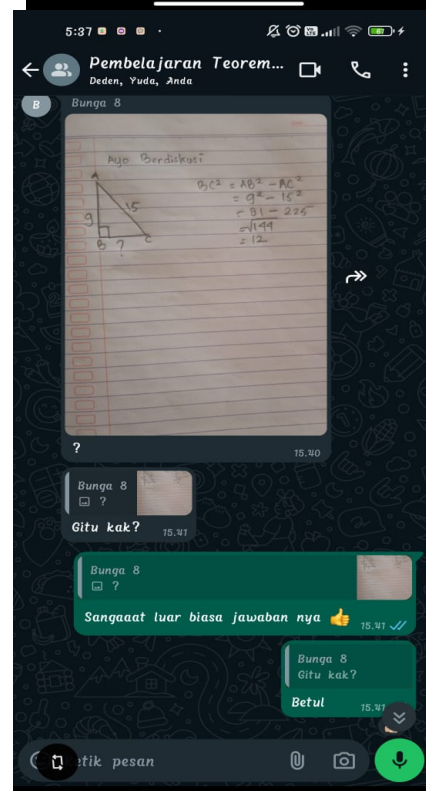 5:37
Pembelajaran Teorem...
Deden, Yuda, Anda
B
Bunga 8
Ayo Berdiskusi
A
BC² = AB² - AC²
= 9² - 15²
= 81 - 225
= √144
= 12
9
15
B
?
C
?
15.40
Bunga 8
?
Gitu kak?
15.41
Bunga 8
?
Sangaaat luar biasa jawaban nya 👍
15.41
Bunga 8
Gitu kak?
Betul
15.41
etik pesan